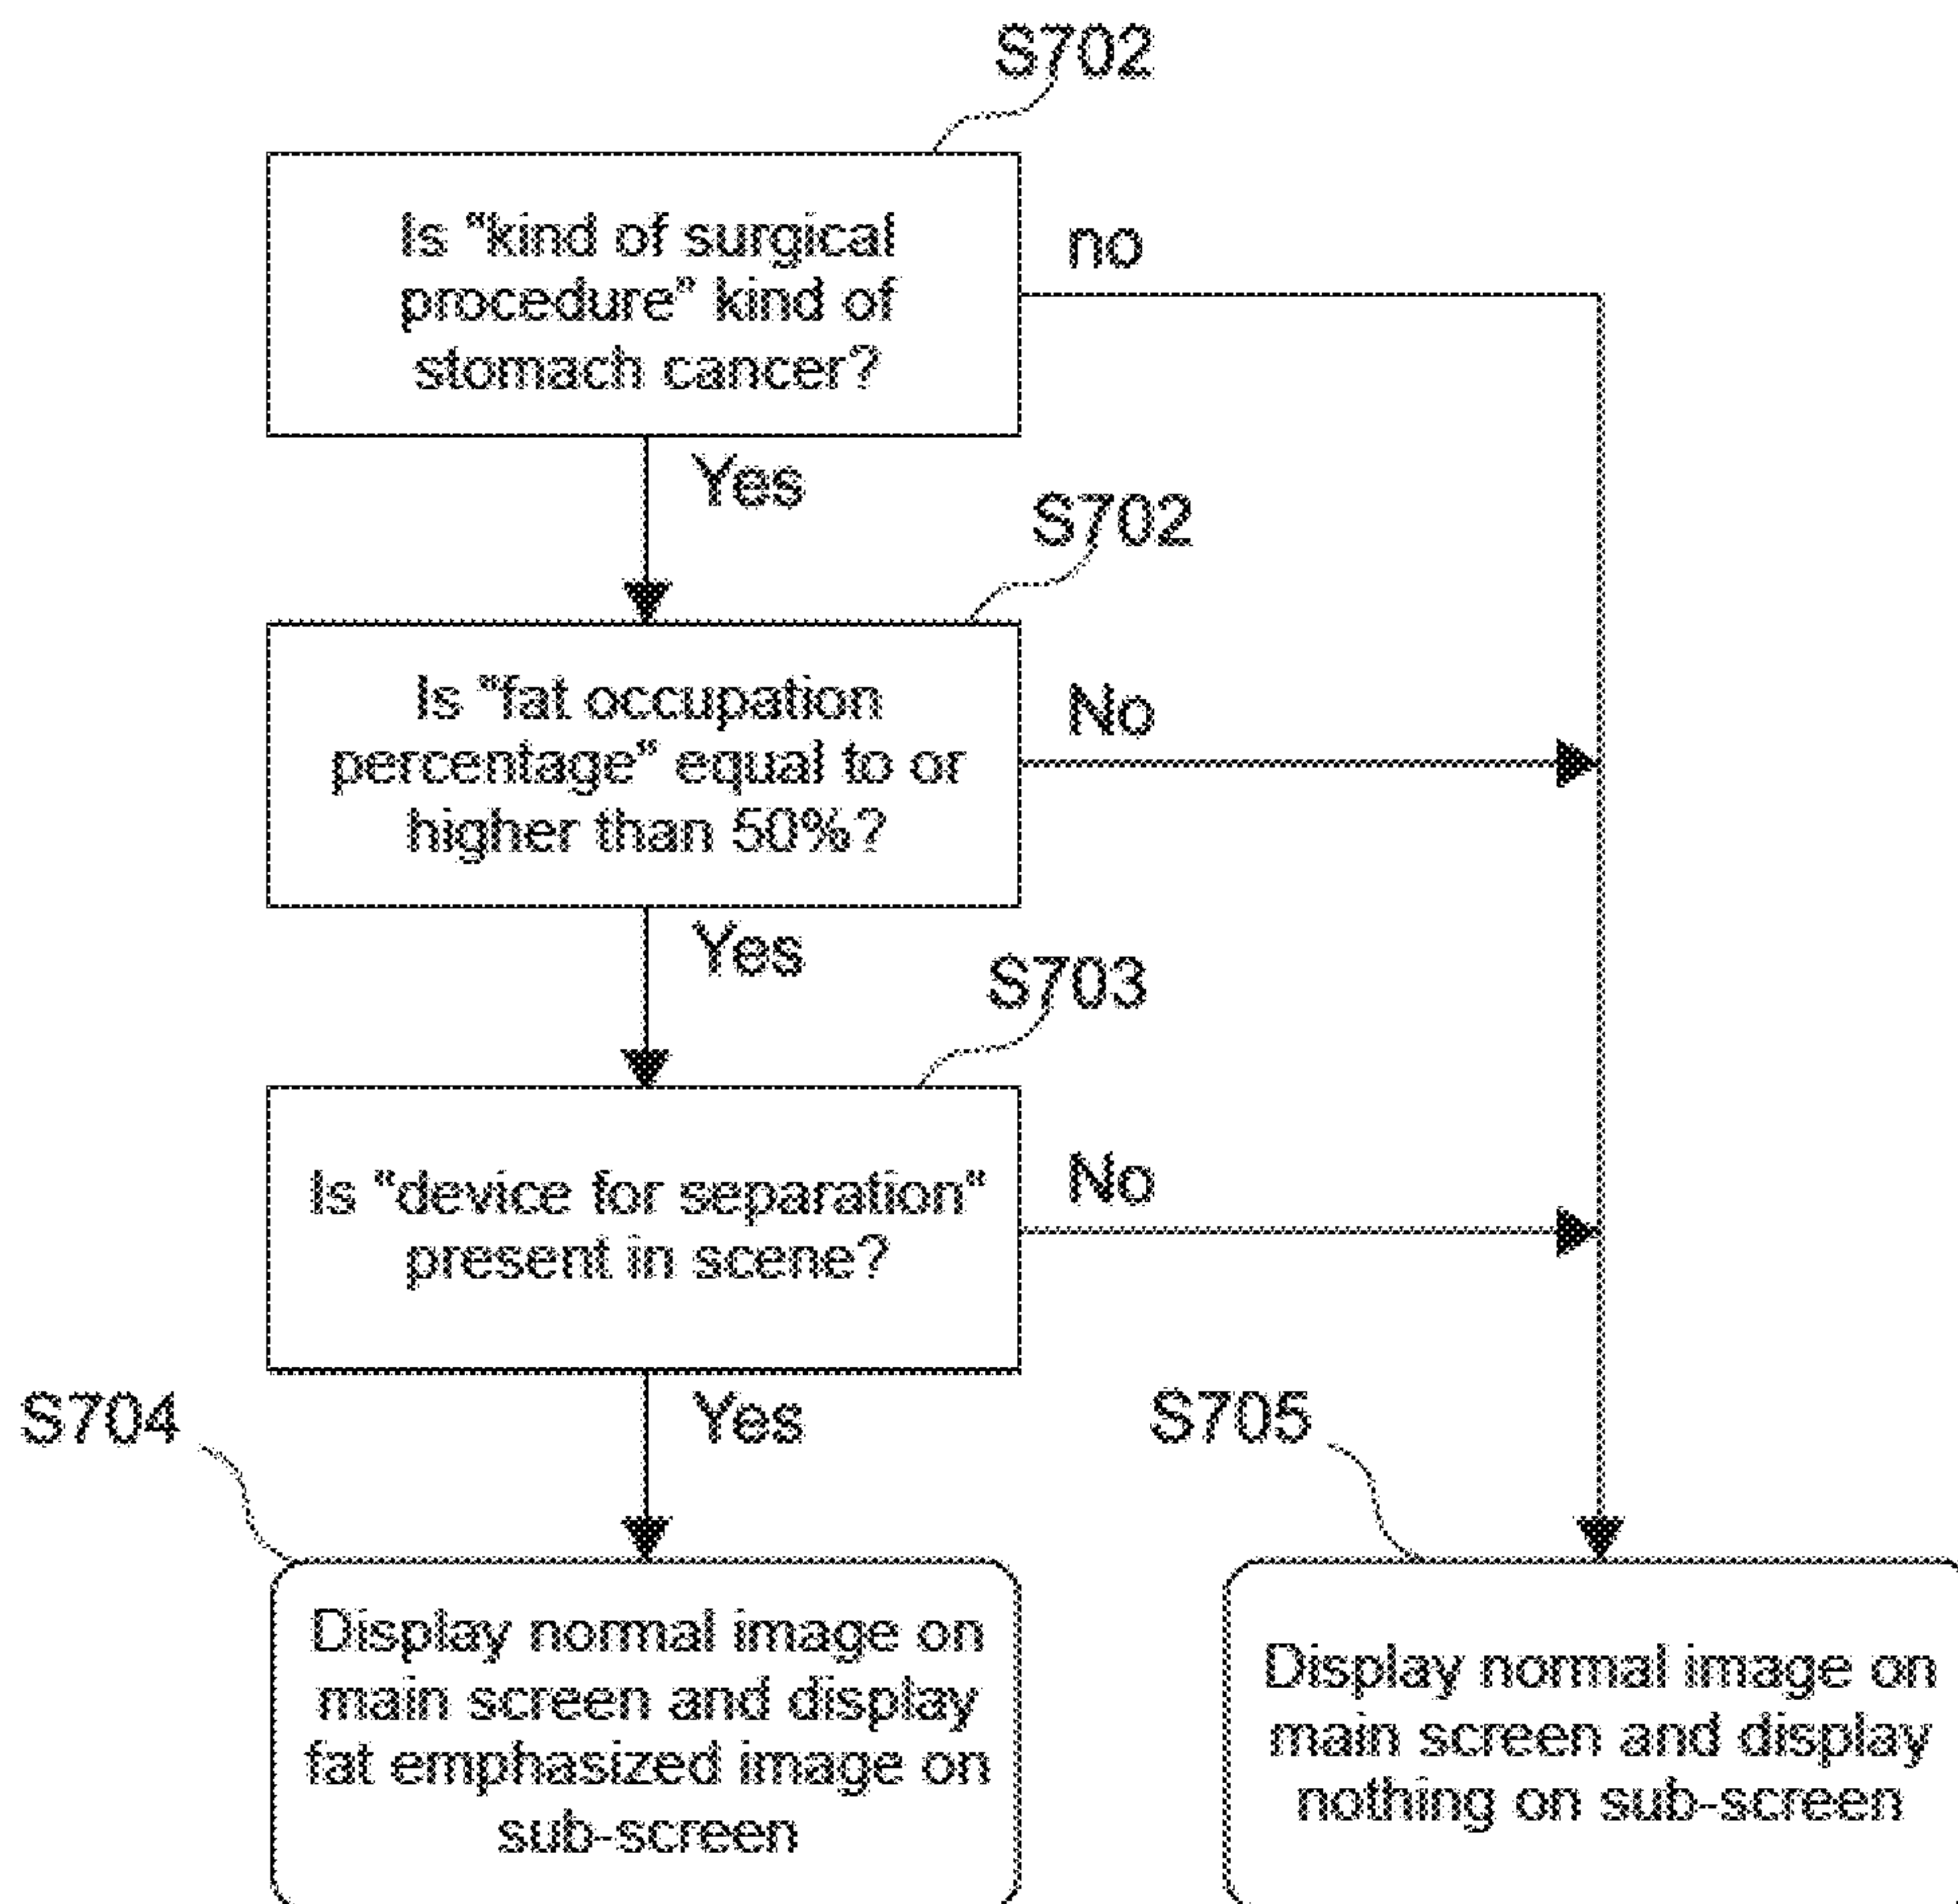 S702
Is "kind of surgical
procedure" kind of
stomach cancer?
no
Yes
S702
Is "fat occupation
percentage" equal to or
higher than 50%?
No
Yes
S703
Is "device for separation"
present in scene?
No
Yes
S704
Display normal image on
main screen and display
fat emphasized image on
sub-screen
S705
Display normal image on
main screen and display
nothing on sub-screen